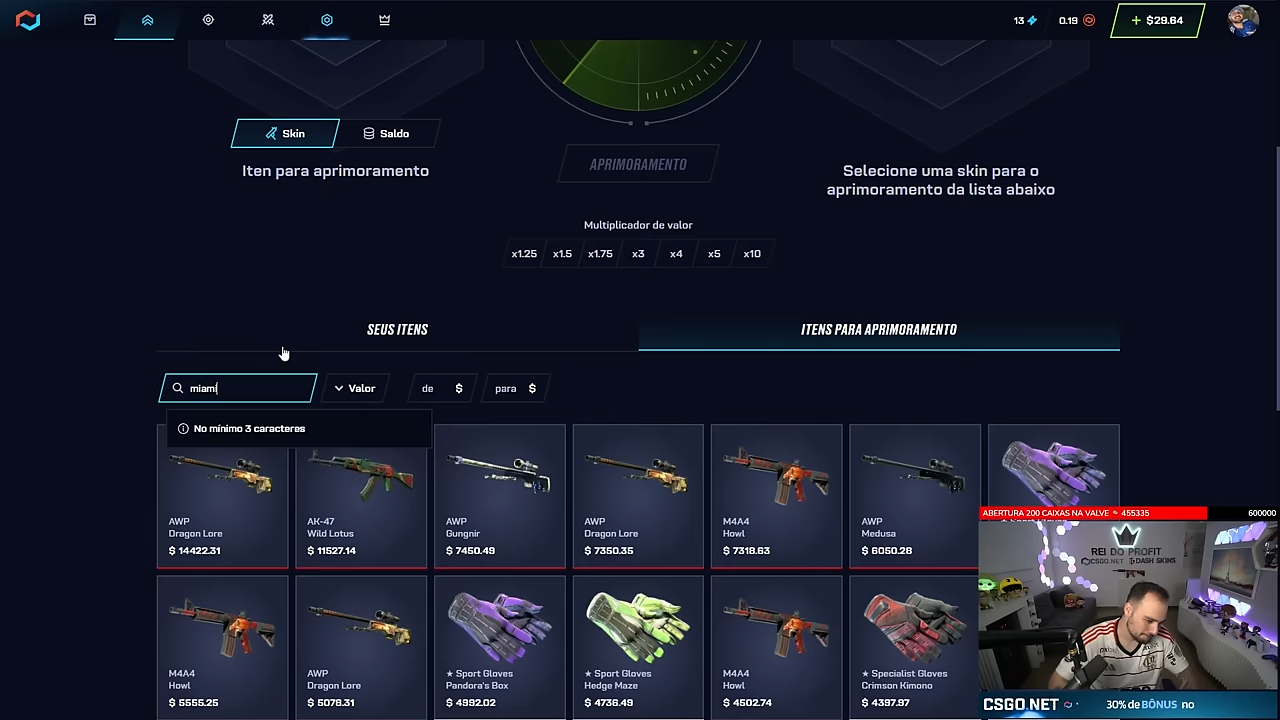 13
0.19
+ $29.64
Skin
Saldo
Iten para aprimoramento
APRIMORAMENTO
Selecione uma skin para o
aprimoramento da lista abaixo
Multiplicador de valor
x1.25 x1.5 x1.75 x3 x4 x5 x10
SEUS ITENS
ITENS PARA APRIMORAMENTO
miami
Valor
de $
para $
No mínimo 3 caracteres
AWP
Dragon Lore
$ 14422.31
AK-47
Wild Lotus
$ 11527.14
AWP
Gungnir
$ 7450.49
AWP
Dragon Lore
$ 7350.35
M4A4
Howl
$ 7318.63
AWP
Medusa
$ 6050.28
M4A4
Howl
$ 5555.25
AWP
Dragon Lore
$ 5078.31
★ Sport Gloves
Pandora's Box
$ 4992.02
★ Sport Gloves
Hedge Maze
$ 4736.49
M4A4
Howl
$ 4502.74
★ Specialist Gloves
Crimson Kimono
$ 4397.97
ABERTURA 200 CAIXAS NA VALVE 455335
600000
REI DO PROFIT
CSGO.NET DASH SKINS
CSGO.NET
30% de BÔNUS no